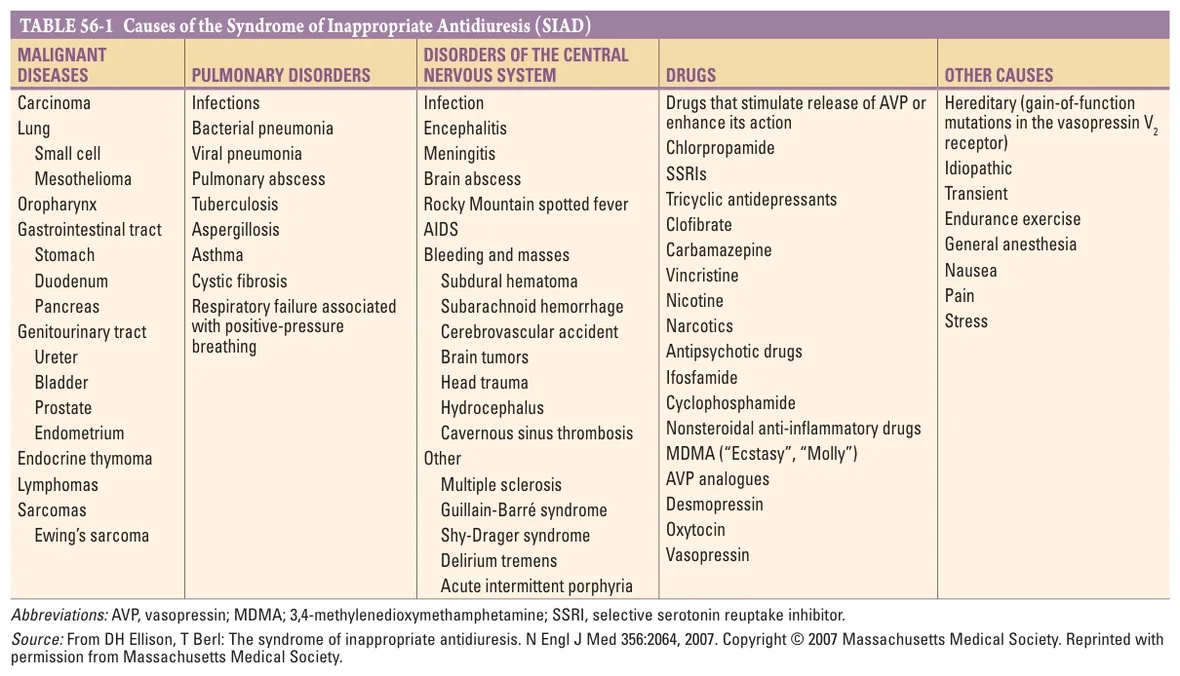 TABLE 56-1 Causes of the Syndrome of Inappropriate Antidiuresis (SIAD)
MALIGNANT
DISEASES
PULMONARY DISORDERS
DISORDERS OF THE CENTRAL
NERVOUS SYSTEM
DRUGS
OTHER CAUSES
Carcinoma
Lung
Small cell
Mesothelioma
Oropharynx
Gastrointestinal tract
Stomach
Duodenum
Pancreas
Genitourinary tract
Ureter
Bladder
Prostate
Endometrium
Endocrine thymoma
Lymphomas
Sarcomas
Ewing’s sarcoma
Infections
Bacterial pneumonia
Viral pneumonia
Pulmonary abscess
Tuberculosis
Aspergillosis
Asthma
Cystic fibrosis
Respiratory failure associated
with positive-pressure
breathing
Infection
Encephalitis
Meningitis
Brain abscess
Rocky Mountain spotted fever
AIDS
Bleeding and masses
Subdural hematoma
Subarachnoid hemorrhage
Cerebrovascular accident
Brain tumors
Head trauma
Hydrocephalus
Cavernous sinus thrombosis
Other
Multiple sclerosis
Guillain-Barré syndrome
Shy-Drager syndrome
Delirium tremens
Acute intermittent porphyria
Drugs that stimulate release of AVP or
enhance its action
Chlorpropamide
SSRIs
Tricyclic antidepressants
Clofibrate
Carbamazepine
Vincristine
Nicotine
Narcotics
Antipsychotic drugs
Ifosfamide
Cyclophosphamide
Nonsteroidal anti-inflammatory drugs
MDMA (“Ecstasy”, “Molly”)
AVP analogues
Desmopressin
Oxytocin
Vasopressin
Hereditary (gain-of-function
mutations in the vasopressin V₂
receptor)
Idiopathic
Transient
Endurance exercise
General anesthesia
Nausea
Pain
Stress
Abbreviations: AVP, vasopressin; MDMA; 3,4-methylenedioxymethamphetamine; SSRI, selective serotonin reuptake inhibitor.
Source: From DH Ellison, T Berl: The syndrome of inappropriate antidiuresis. N Engl J Med 356:2064, 2007. Copyright © 2007 Massachusetts Medical Society. Reprinted with
permission from Massachusetts Medical Society.